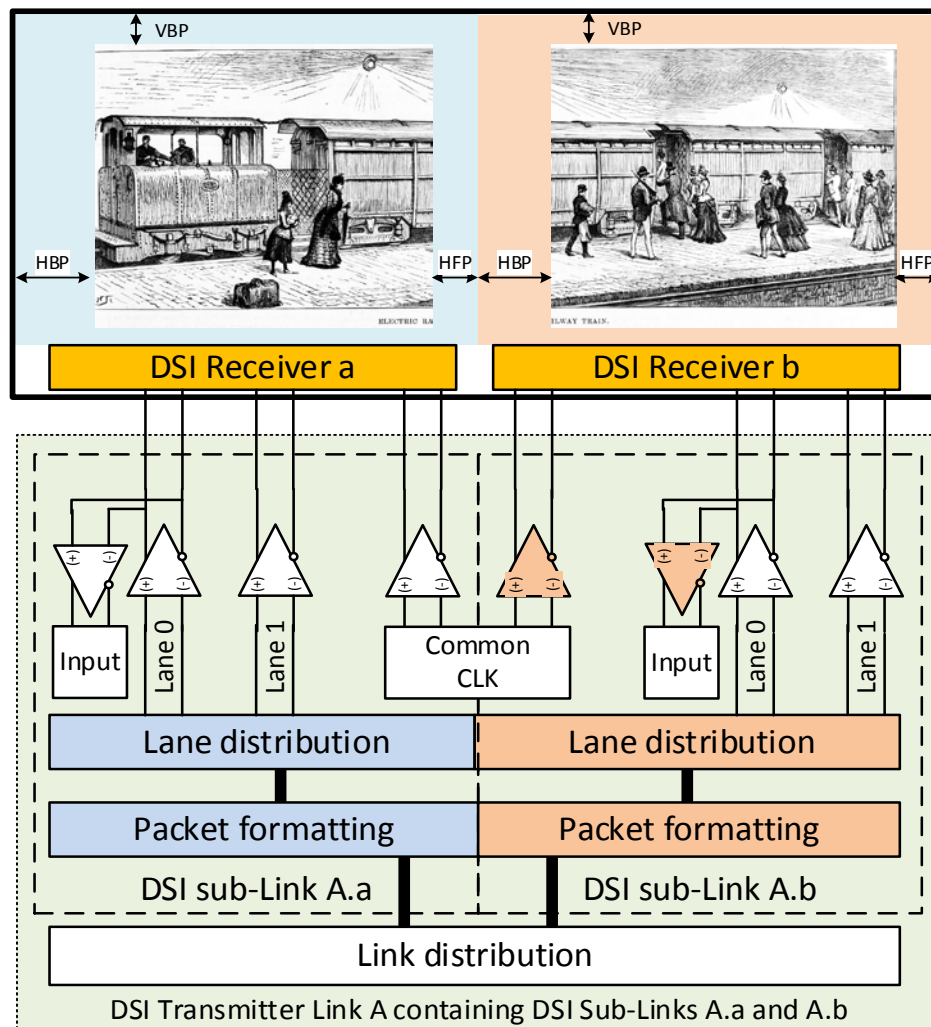 VBP
VBP
HBP
HFP
HBP
HFP
ELECTRIC RA
ILWAY TRAIN.
DSI Receiver a
DSI Receiver b
(+)
(-)
(+)
(-)
(+)
(-)
(+)
(-)
(+)
(-)
(+)
(-)
(+)
(-)
(+)
(-)
Input
Lane 0
Lane 1
Common
CLK
Input
Lane 0
Lane 1
Lane distribution
Lane distribution
Packet formatting
Packet formatting
DSI sub-Link A.a
DSI sub-Link A.b
Link distribution
DSI Transmitter Link A containing DSI Sub-Links A.a and A.b